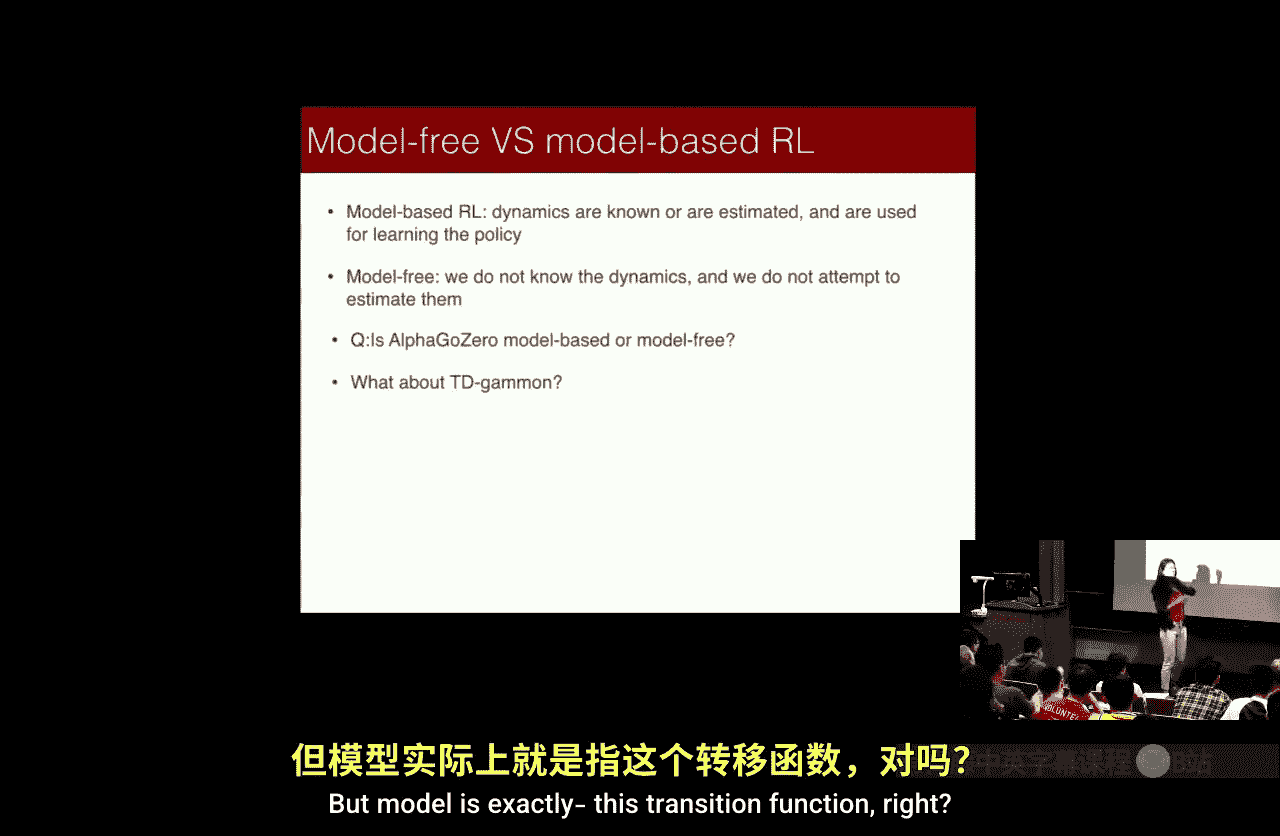 Model-free VS model-based RL
• Model-based RL: dynamics are known or are estimated, and are used
for learning the policy
• Model-free: we do not know the dynamics, and we do not attempt to
estimate them
• Q:Is AlphaGoZero model-based or model-free?
• What about TD-gammon?
VOLUNTEER
但模型实际上就是指这个转移函数，对吗？
But model is exactly- this transition function, right?